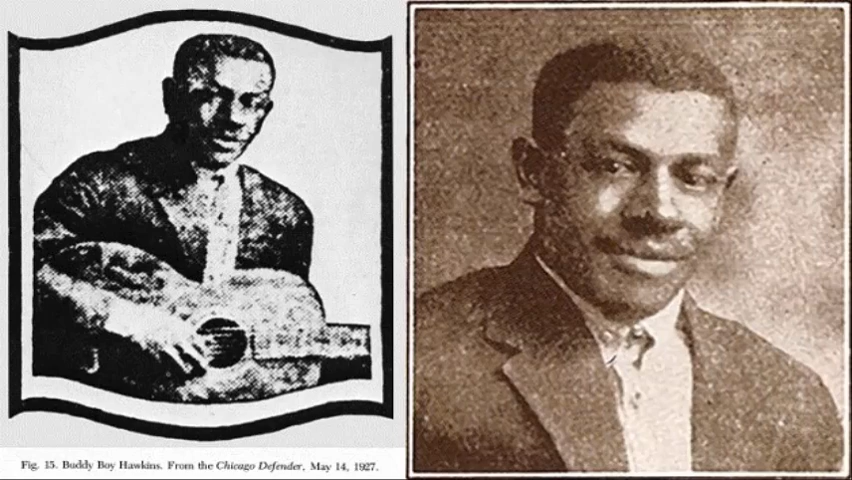 Fig. 15. Buddy Boy Hawkins. From the Chicago Defender, May 14, 1927.